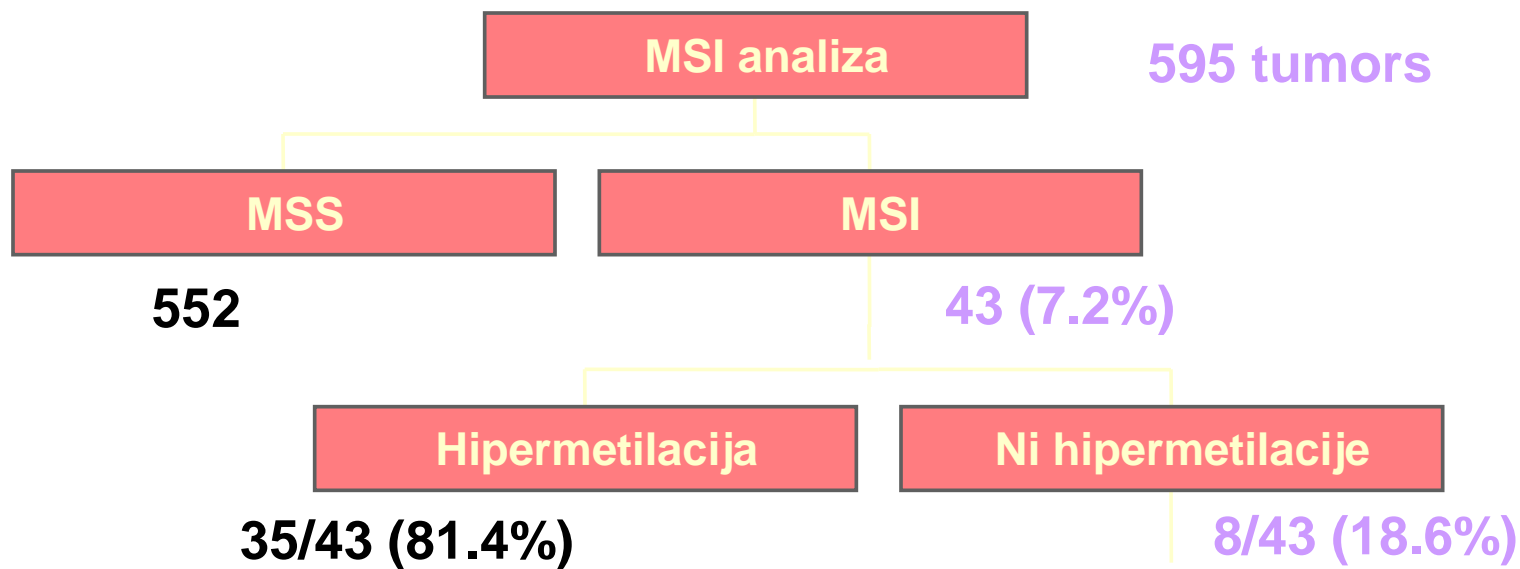 MSI analiza
595 tumors
MSS
MSI
552
43 (7.2%)
Hipermetilacija
Ni hipermetilacije
35/43 (81.4%)
8/43 (18.6%)